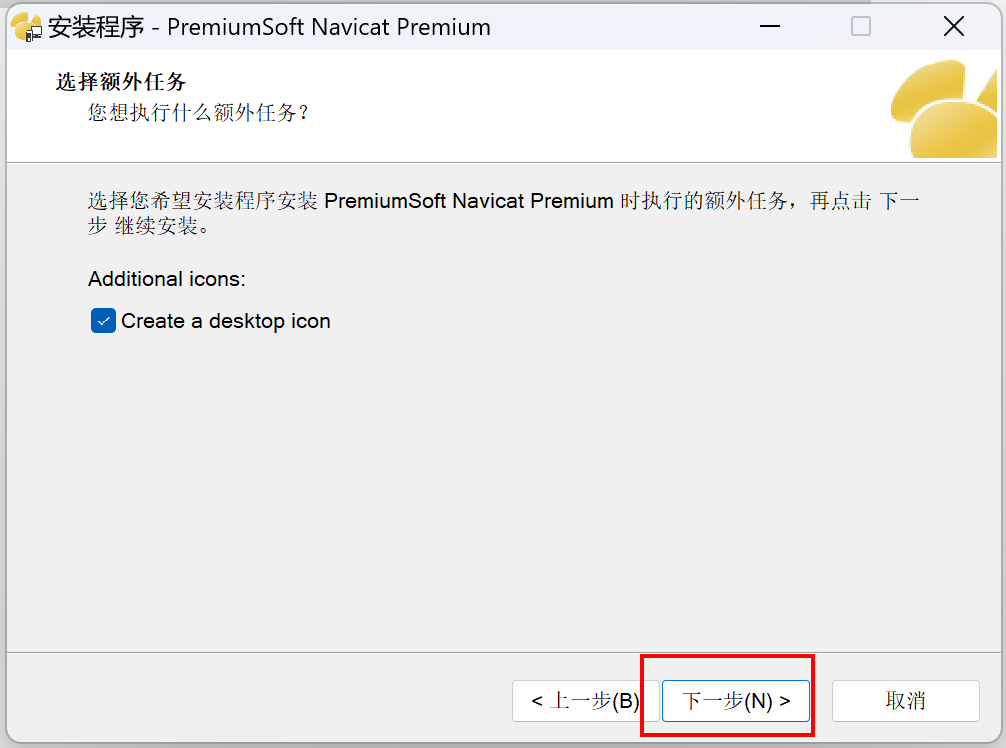 安装程序 - PremiumSoft Navicat Premium
选择额外任务
您想执行什么额外任务？
选择您希望安装程序安装 PremiumSoft Navicat Premium 时执行的额外任务，再点击 下一
步 继续安装。
Additional icons:
Create a desktop icon
< 上一步(B)
下一步(N) >
取消